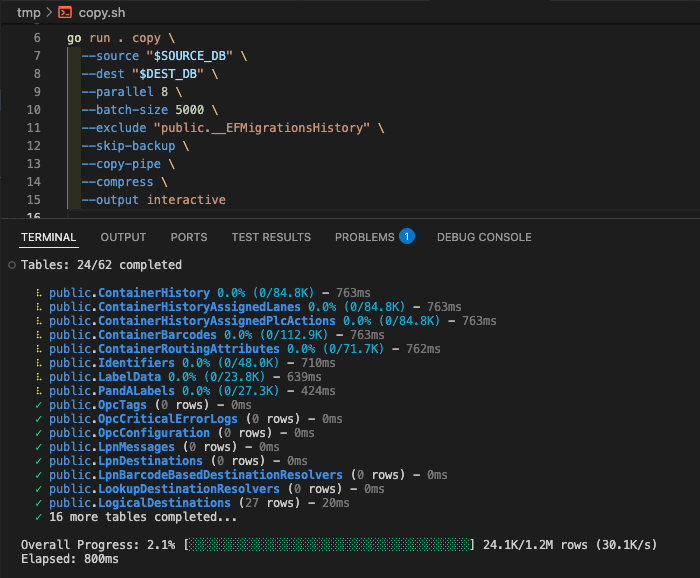 tmp > copy.sh
6 go run . copy \
7 --source "$SOURCE_DB" \
8 --dest "$DEST_DB" \
9 --parallel 8 \
10 --batch-size 5000 \
11 --exclude "public.__EFMigrationsHistory" \
12 --skip-backup \
13 --copy-pipe \
14 --compress \
15 --output interactive
16
TERMINAL OUTPUT PORTS TEST RESULTS PROBLEMS 1 DEBUG CONSOLE
Tables: 24/62 completed
public.ContainerHistory 0.0% (0/84.8K) – 763ms
public.ContainerHistoryAssignedLanes 0.0% (0/84.8K) – 763ms
public.ContainerHistoryAssignedPlcActions 0.0% (0/84.8K) – 763ms
public.ContainerBarcodes 0.0% (0/112.9K) – 763ms
public.ContainerRoutingAttributes 0.0% (0/71.7K) – 762ms
public.Identifiers 0.0% (0/48.0K) – 710ms
public.LabelData 0.0% (0/23.8K) – 639ms
public.PandALabels 0.0% (0/27.3K) – 424ms
✓ public.OpcTags (0 rows) – 0ms
✓ public.OpcCriticalErrorLogs (0 rows) – 0ms
✓ public.OpcConfiguration (0 rows) – 0ms
✓ public.LpnMessages (0 rows) – 0ms
✓ public.LpnDestinations (0 rows) – 0ms
✓ public.LpnBarcodeBasedDestinationResolvers (0 rows) – 0ms
✓ public.LookupDestinationResolvers (0 rows) – 0ms
✓ public.LogicalDestinations (27 rows) – 20ms
✓ 16 more tables completed...
Overall Progress: 2.1% [░░░░░░░░░░░░░░░░░░░░░░░░░░░░░░░░░░░░░░░░] 24.1K/1.2M rows (30.1K/s)
Elapsed: 800ms